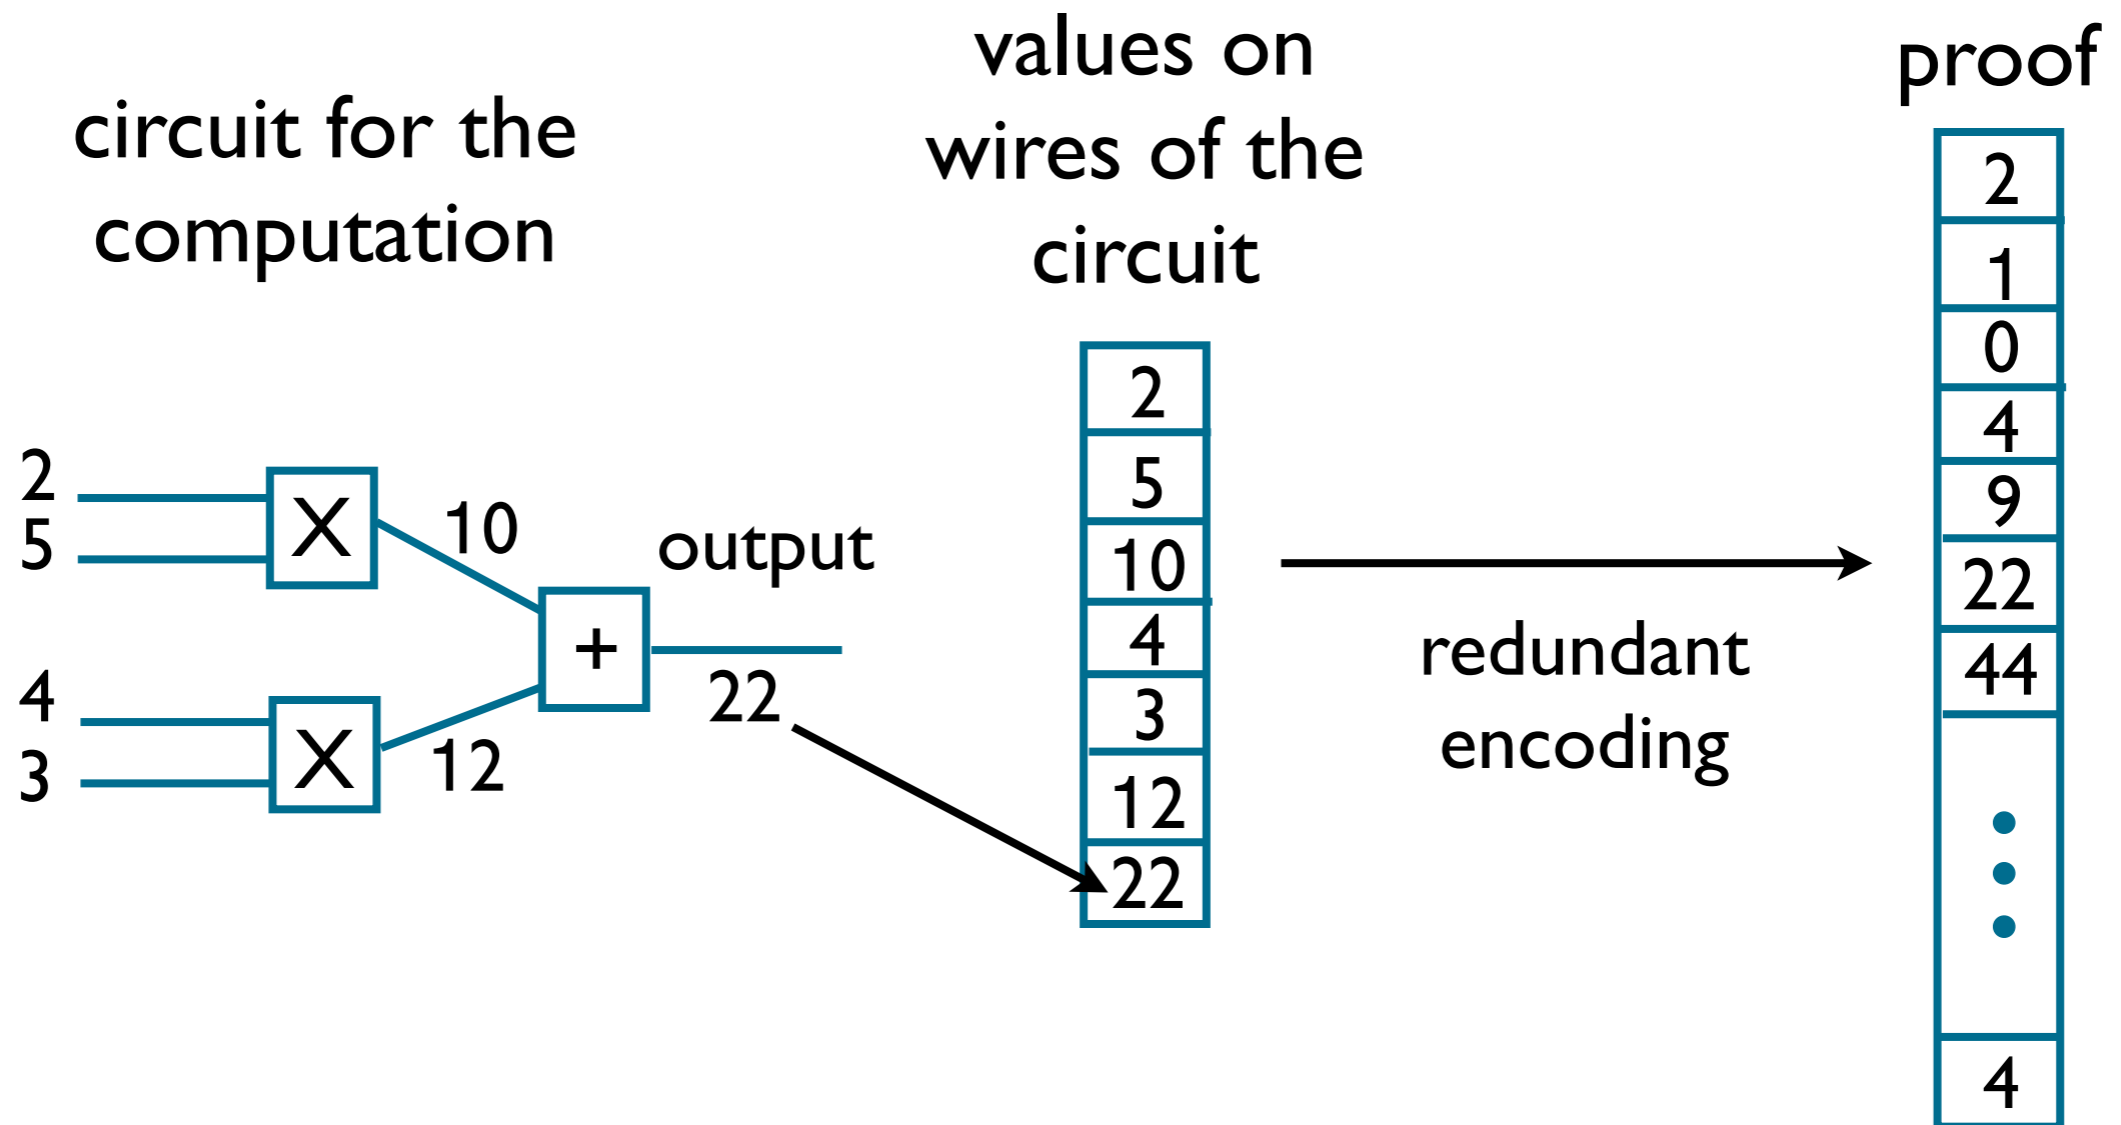 circuit for the
computation
2
5
X
10
4
3
X
12
+
output
22
values on
wires of the
circuit
2
5
10
4
3
12
22
redundant
encoding
proof
2
1
0
4
9
22
44
4